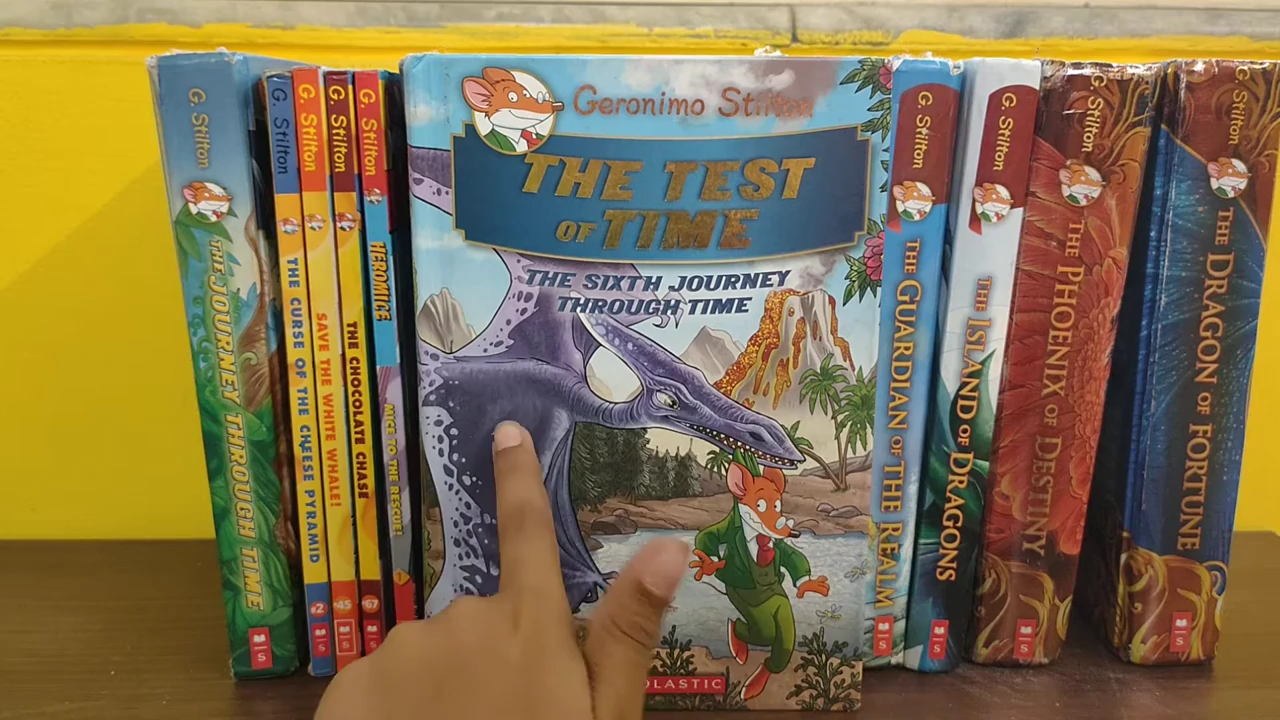 G. Stilton
THE JOURNEY THROUGH TIME
G. Stilton
THE CURSE OF THE CHEESE PYRAMID
#2
S
G. Stilton
SAVE THE WHITE WHALE!
#45
S
G. Stilton
THE CHOCOLATE CHASE
#67
S
G. Stilton
HEROMICE
MICE TO THE RESCUE!
1
Geronimo Stilton
THE TEST
OF TIME
THE SIXTH JOURNEY
THROUGH TIME
OLASTIC
G. Stilton
THE GUARDIAN OF THE REALM
S
G. Stilton
THE ISLAND OF DRAGONS
S
G. Stilton
THE PHOENIX OF DESTINY
S
G. Stilton
THE DRAGON OF FORTUNE
S